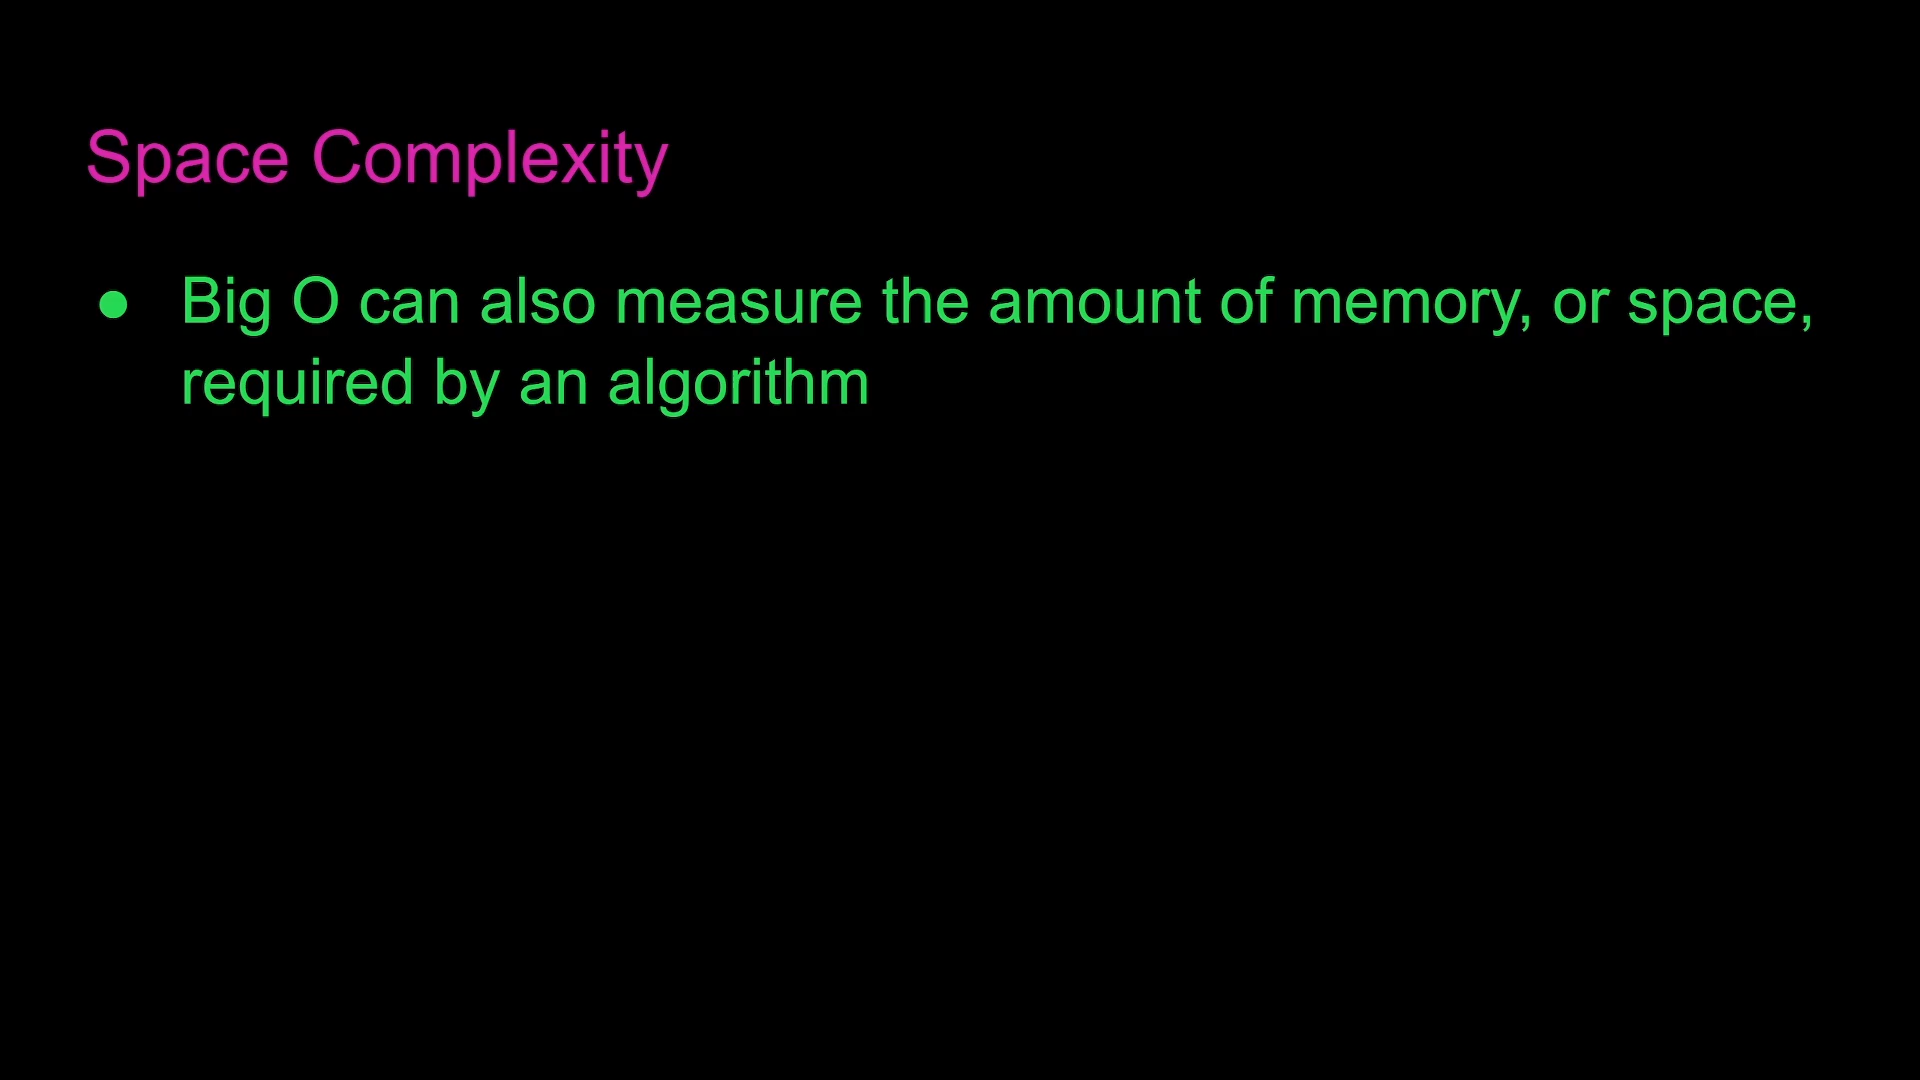 Space Complexity
● Big O can also measure the amount of memory, or space,
required by an algorithm